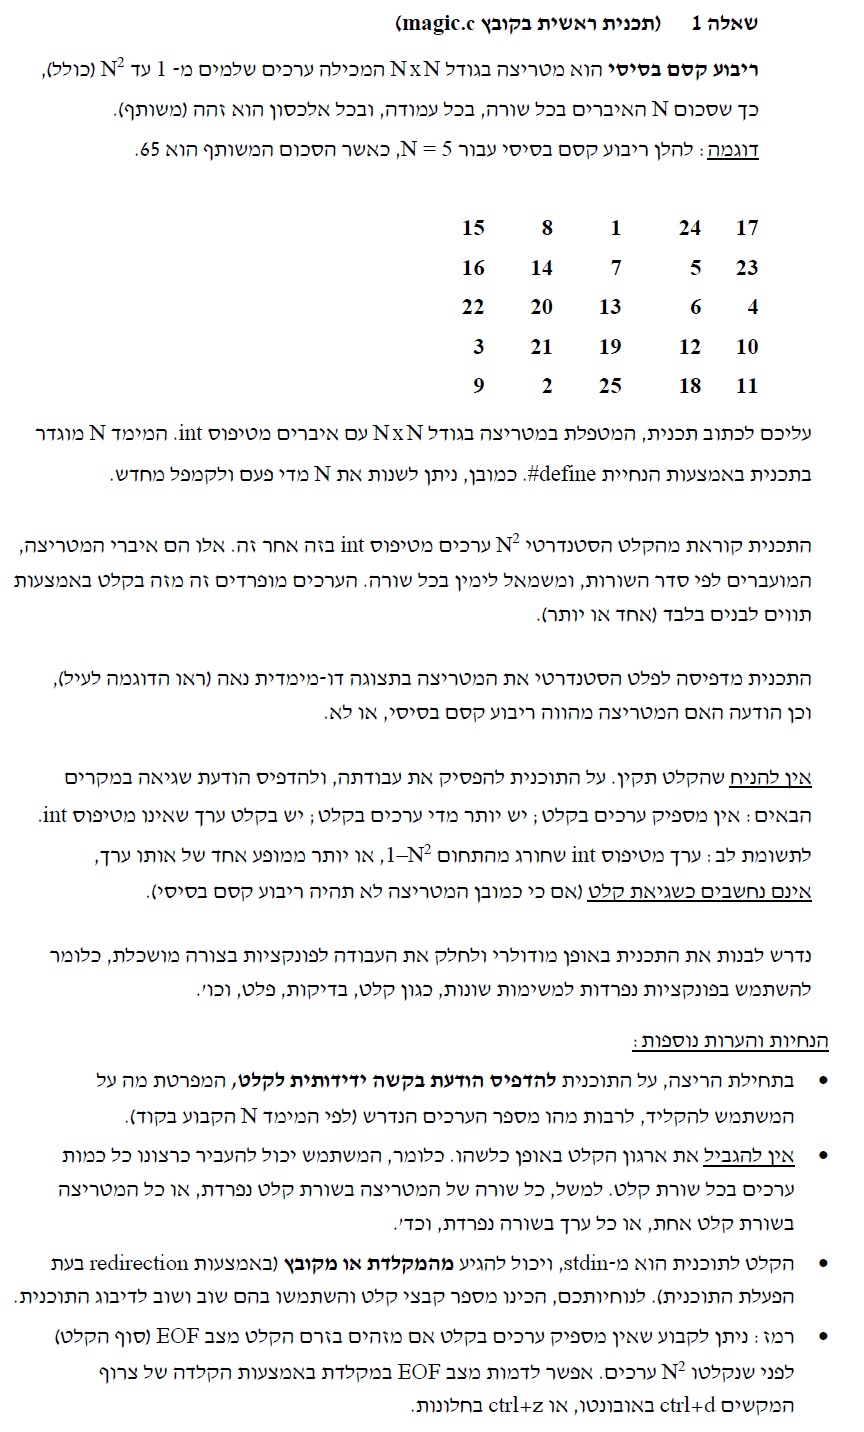 שאלה 1 (תכנית ראשית בקובץ magic.c)
ריבוע קסם בסיסי הוא מטריצה בגודל NxN המכילה ערכים שלמים מ- 1 עד N² (כולל),
כך שסכום N האיברים בכל שורה, בכל עמודה, ובכל אלכסון הוא זהה (משותף).
דוגמה: להלן ריבוע קסם בסיסי עבור N = 5, כאשר הסכום המשותף הוא 65.
15 8 1 24 17
16 14 7 5 23
22 20 13 6 4
3 21 19 12 10
9 2 25 18 11
עליכם לכתוב תכנית, המטפלת במטריצה בגודל NxN עם איברים מטיפוס int. המימד N מוגדר
בתכנית באמצעות הנחיית #define. כמובן, ניתן לשנות את N מדי פעם ולקמפל מחדש.
התכנית קוראת מהקלט הסטנדרטי N² ערכים מטיפוס int בזה אחר זה. אלו הם איברי המטריצה,
המועברים לפי סדר השורות, ומשמאל לימין בכל שורה. הערכים מופרדים זה מזה בקלט באמצעות
תווים לבנים בלבד (אחד או יותר).
התכנית מדפיסה לפלט הסטנדרטי את המטריצה בתצוגה דו-מימדית נאה (ראו הדוגמה לעיל),
וכן הודעה האם המטריצה מהווה ריבוע קסם בסיסי, או לא.
אין להניח שהקלט תקין. על התוכנית להפסיק את עבודתה, ולהדפיס הודעת שגיאה במקרים
הבאים: אין מספיק ערכים בקלט; יש יותר מדי ערכים בקלט; יש בקלט ערך שאינו מטיפוס int.
לתשומת לב: ערך מטיפוס int שחורג מהתחום 1–N², או יותר ממופע אחד של אותו ערך,
אינם נחשבים כשגיאת קלט (אם כי כמובן המטריצה לא תהיה ריבוע קסם בסיסי).
נדרש לבנות את התכנית באופן מודולרי ולחלק את העבודה לפונקציות בצורה מושכלת, כלומר
להשתמש בפונקציות נפרדות למשימות שונות, כגון קלט, בדיקות, פלט, וכו'.
הנחיות והערות נוספות:
• בתחילת הריצה, על התוכנית להדפיס הודעת בקשה ידידותית לקלט, המפרטת מה על
המשתמש להקליד, לרבות מהו מספר הערכים הנדרש (לפי המימד N הקבוע בקוד).
• אין להגביל את ארגון הקלט באופן כלשהו. כלומר, המשתמש יכול להעביר כרצונו כל כמות
ערכים בכל שורת קלט. למשל, כל שורה של המטריצה בשורת קלט נפרדת, או כל המטריצה
בשורת קלט אחת, או כל ערך בשורה נפרדת, וכד'.
• הקלט לתוכנית הוא מ-stdin, ויכול להגיע מהמקלדת או מקובץ (באמצעות redirection בעת
הפעלת התוכנית). לנוחיותכם, הכינו מספר קבצי קלט והשתמשו בהם שוב ושוב לדיבוג התוכנית.
• רמז: ניתן לקבוע שאין מספיק ערכים בקלט אם מזהים בזרם הקלט מצב EOF (סוף הקלט)
לפני שנקלטו N² ערכים. אפשר לדמות מצב EOF במקלדת באמצעות הקלדה של צרוף
המקשים ctrl+d באובונטו, או ctrl+z בחלונות.